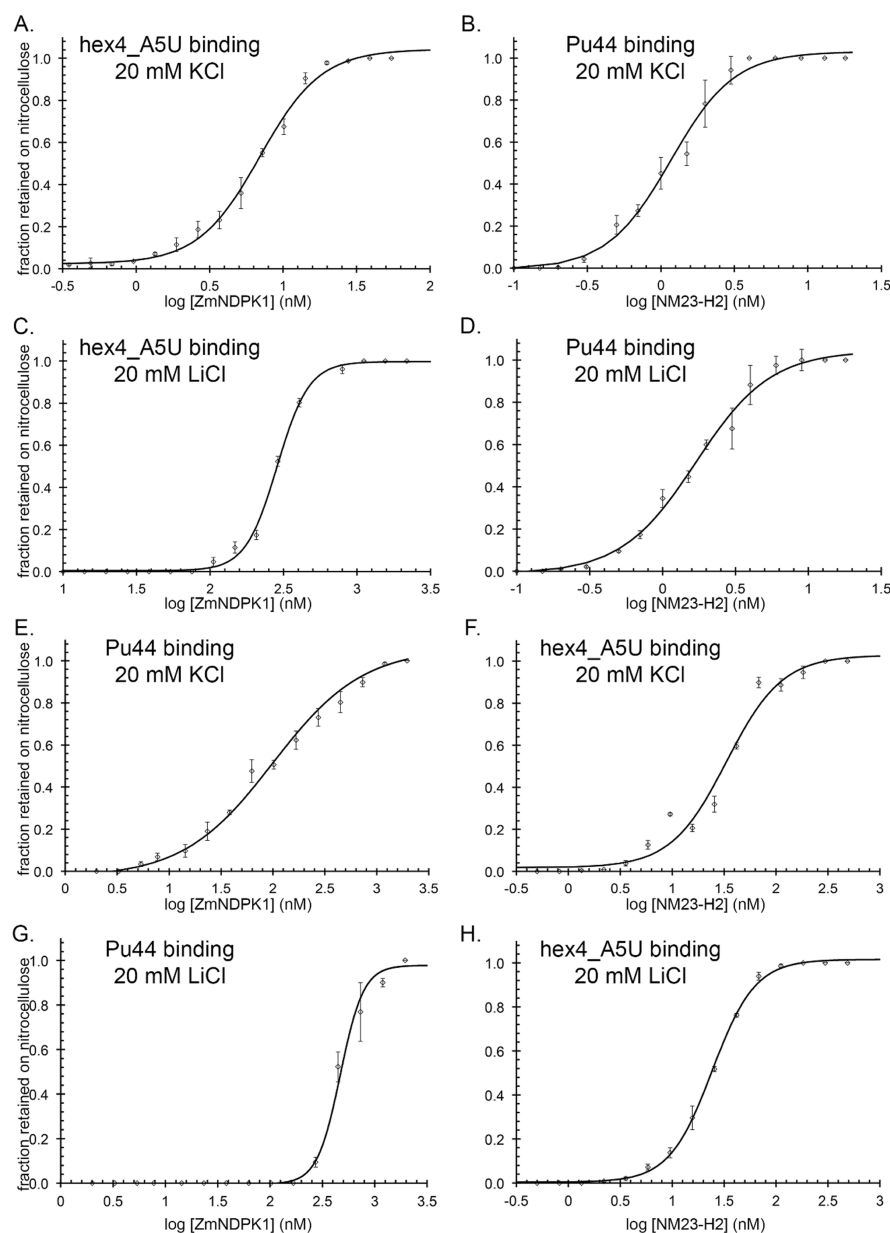 A.
hex4_A5U binding
20 mM KCl
fraction retained on nitrocellulose
1.0
0.8
0.6
0.4
0.2
0.0
-0.5 0 0.5 1.0 1.5 2
log [ZmNDPK1] (nM)
B.
Pu44 binding
20 mM KCl
1.0
0.8
0.6
0.4
0.2
0.0
-1 -0.5 0 0.5 1 1.5
log [NM23-H2] (nM)
C.
hex4_A5U binding
20 mM LiCl
fraction retained on nitrocellulose
1.0
0.8
0.6
0.4
0.2
0.0
1 1.5 2.0 2.5 3.0 3.5
log [ZmNDPK1] (nM)
D.
Pu44 binding
20 mM LiCl
1.0
0.8
0.6
0.4
0.2
0.0
-1 -0.5 0 0.5 1 1.5
log [NM23-H2] (nM)
E.
Pu44 binding
20 mM KCl
fraction retained on nitrocellulose
1.0
0.8
0.6
0.4
0.2
0.0
0 0.5 1.0 1.5 2.0 2.5 3.0 3.5
log [ZmNDPK1] (nM)
F.
hex4_A5U binding
20 mM KCl
1.0
0.8
0.6
0.4
0.2
0.0
-0.5 0 0.5 1 1.5 2.0 2.5 3
log [NM23-H2] (nM)
G.
Pu44 binding
20 mM LiCl
fraction retained on nitrocellulose
1.0
0.8
0.6
0.4
0.2
0.0
0 0.5 1.0 1.5 2.0 2.5 3.0 3.5
log [ZmNDPK1] (nM)
H.
hex4_A5U binding
20 mM LiCl
1.0
0.8
0.6
0.4
0.2
0.0
-0.5 0 0.5 1 1.5 2.0 2.5 3
log [NM23-H2] (nM)